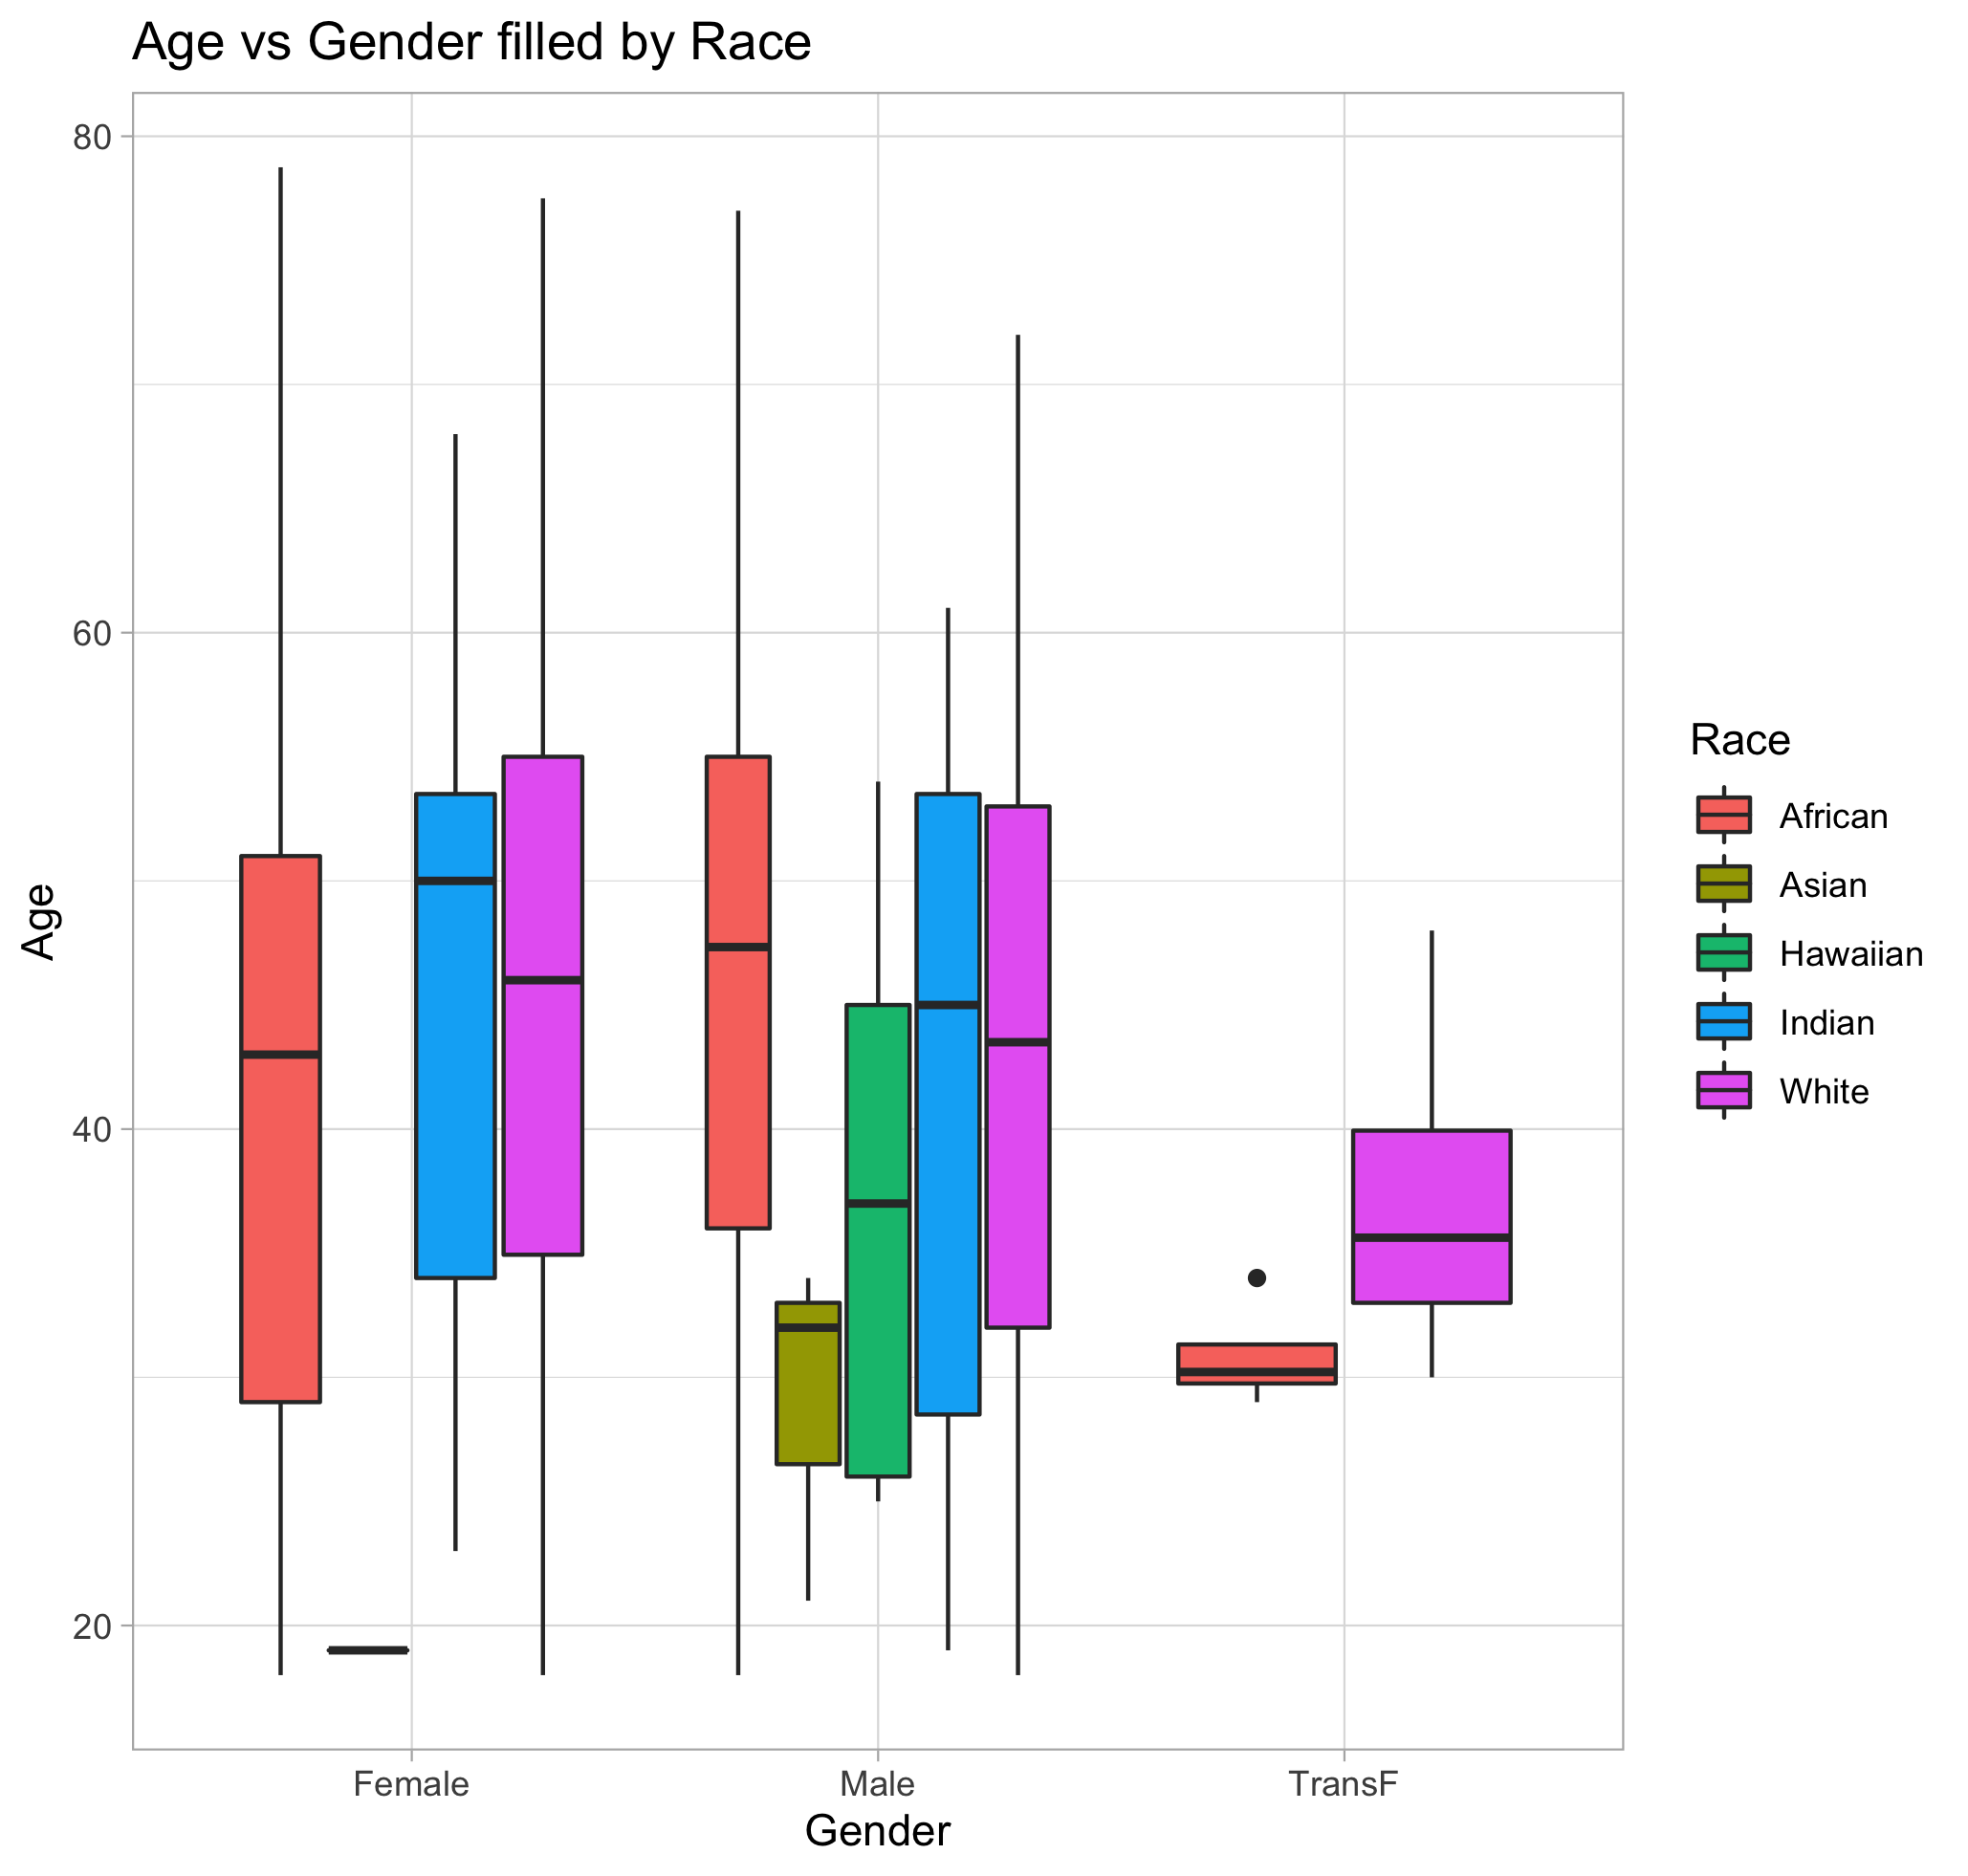 Age vs Gender filled by Race
80
60
40
20
Age
Female
Male
TransF
Gender
Race
African
Asian
Hawaiian
Indian
White